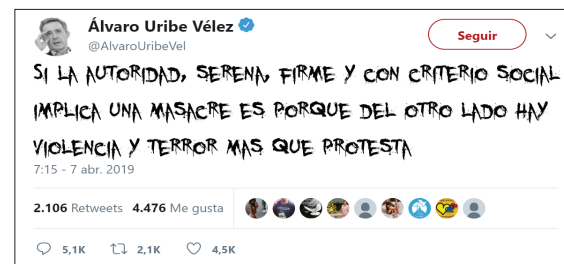 Álvaro Uribe Vélez
@AlvaroUribeVel
Seguir
SI LA AUTORIDAD, SERENA, FIRME Y CON CRITERIO SOCIAL
IMPLICA UNA MASACRE ES PORQUE DEL OTRO LADO HAY
VIOLENCIA Y TERROR MAS QUE PROTESTA
7:15 - 7 abr. 2019
2.106 Retweets 4.476 Me gusta
5,1K 2,1K 4,5K